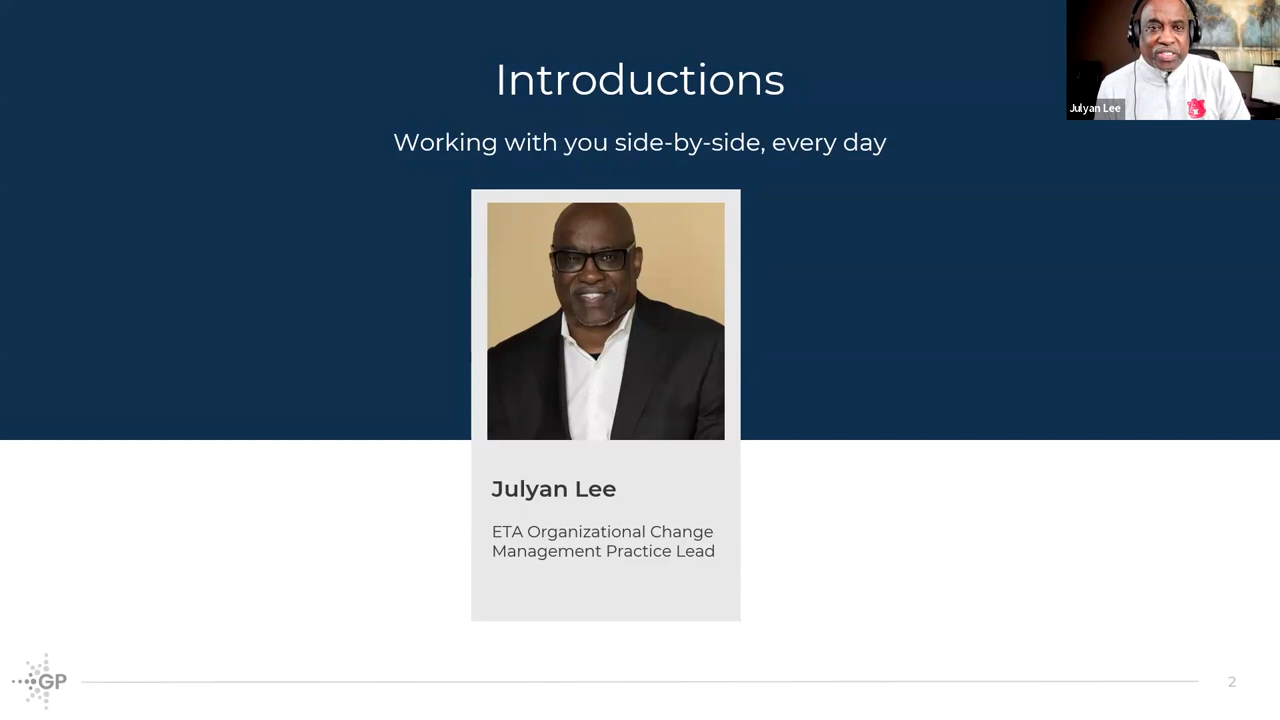 Introductions
Julyan Lee
Working with you side-by-side, every day
Julyan Lee
ETA Organizational Change
Management Practice Lead
GP
2